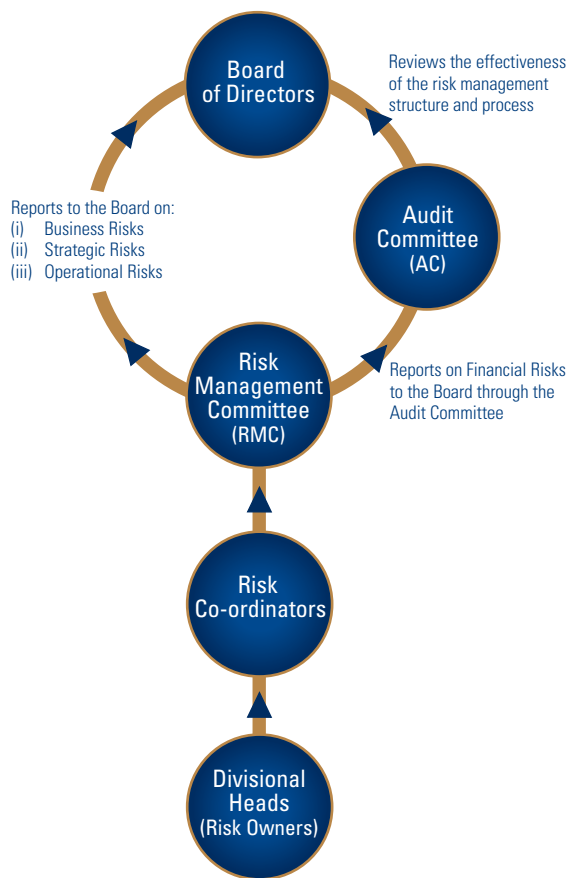 Board
of Directors
Reviews the effectiveness
of the risk management
structure and process
Reports to the Board on:
(i) Business Risks
(ii) Strategic Risks
(iii) Operational Risks
Audit
Committee
(AC)
Risk
Management
Committee
(RMC)
Reports on Financial Risks
to the Board through the
Audit Committee
Risk
Co-ordinators
Divisional
Heads
(Risk Owners)